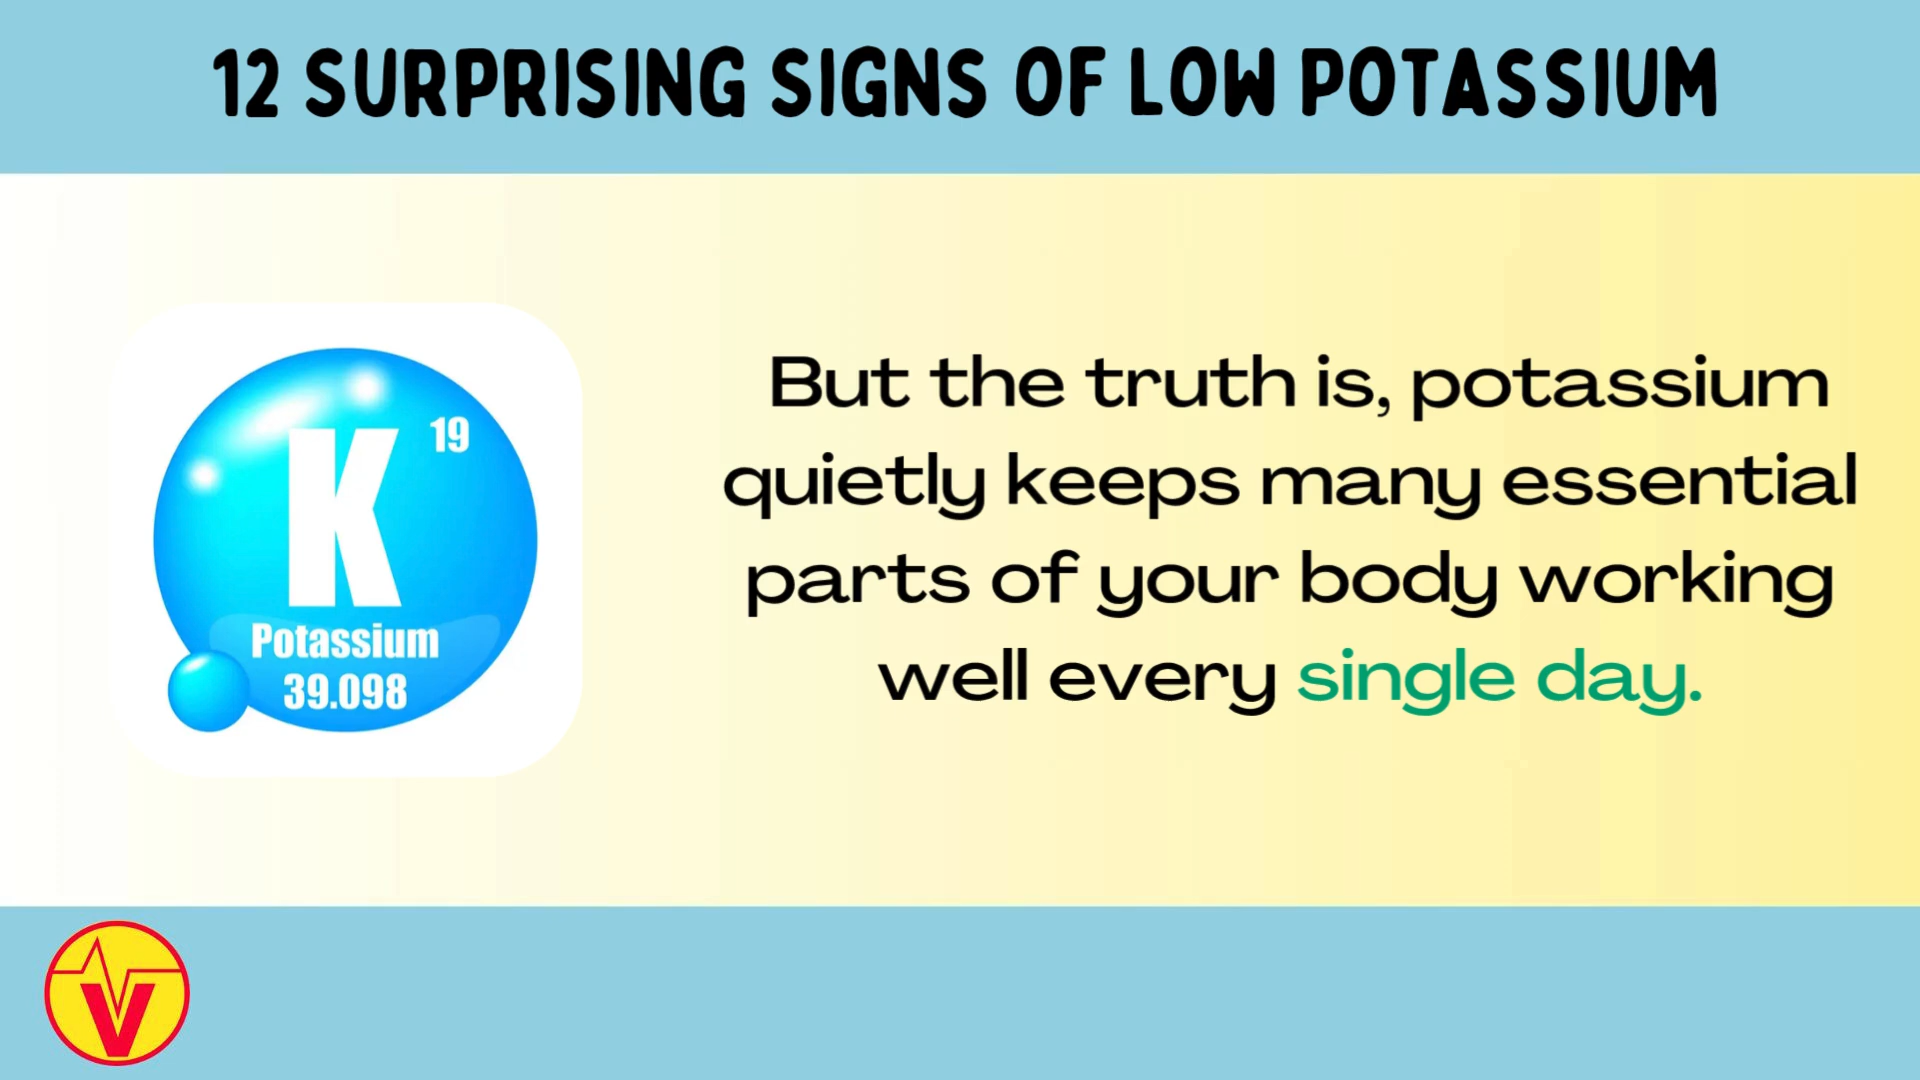 12 SURPRISING SIGNS OF LOW POTASSIUM
K 19
Potassium
39.098
But the truth is, potassium
quietly keeps many essential
parts of your body working
well every single day.
V